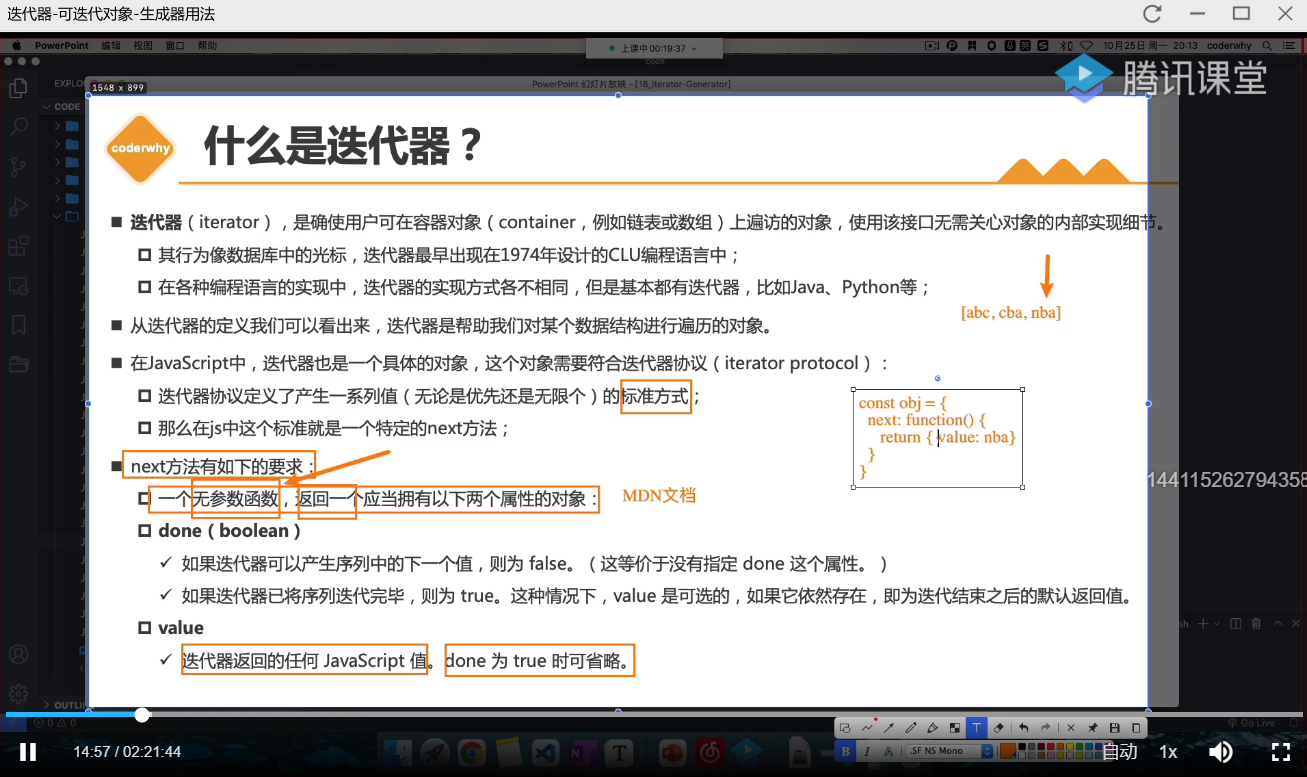 迭代器-可迭代对象-生成器用法
PowerPoint 编辑 视图 窗口 帮助
上课中 00:19:37
10月25日 周一 20:13 coderwhy
code
EXPLO
PowerPoint 幻灯片放映 - [16_Iterator-Generator]
腾讯课堂
1548 x 899
CODE
coderwhy
什么是迭代器？
迭代器（iterator），是确使用户可在容器对象（container，例如链表或数组）上遍访的对象，使用该接口无需关心对象的内部实现细节。
其行为像数据库中的光标，迭代器最早出现在1974年设计的CLU编程语言中；
在各种编程语言的实现中，迭代器的实现方式各不相同，但是基本都有迭代器，比如Java、Python等；
[abc, cba, nba]
从迭代器的定义我们可以看出来，迭代器是帮助我们对某个数据结构进行遍历的对象。
在JavaScript中，迭代器也是一个具体的对象，这个对象需要符合迭代器协议（iterator protocol）：
迭代器协议定义了产生一系列值（无论是优先还是无限个）的标准方式；
那么在js中这个标准就是一个特定的next方法；
const obj = {
next: function() {
return { value: nba}
}
}
next方法有如下的要求：
一个无参数函数，返回一个应当拥有以下两个属性的对象：
MDN文档
144115262794358
done（boolean）
如果迭代器可以产生序列中的下一个值，则为 false。（这等价于没有指定 done 这个属性。）
如果迭代器已将序列迭代完毕，则为 true。这种情况下，value 是可选的，如果它依然存在，即为迭代结束之后的默认返回值。
value
迭代器返回的任何 JavaScript 值。done 为 true 时可省略。
sh
OUTLI
0 0
Go Live
B I A .SF NS Mono
14:57 / 02:21:44
自动 1x